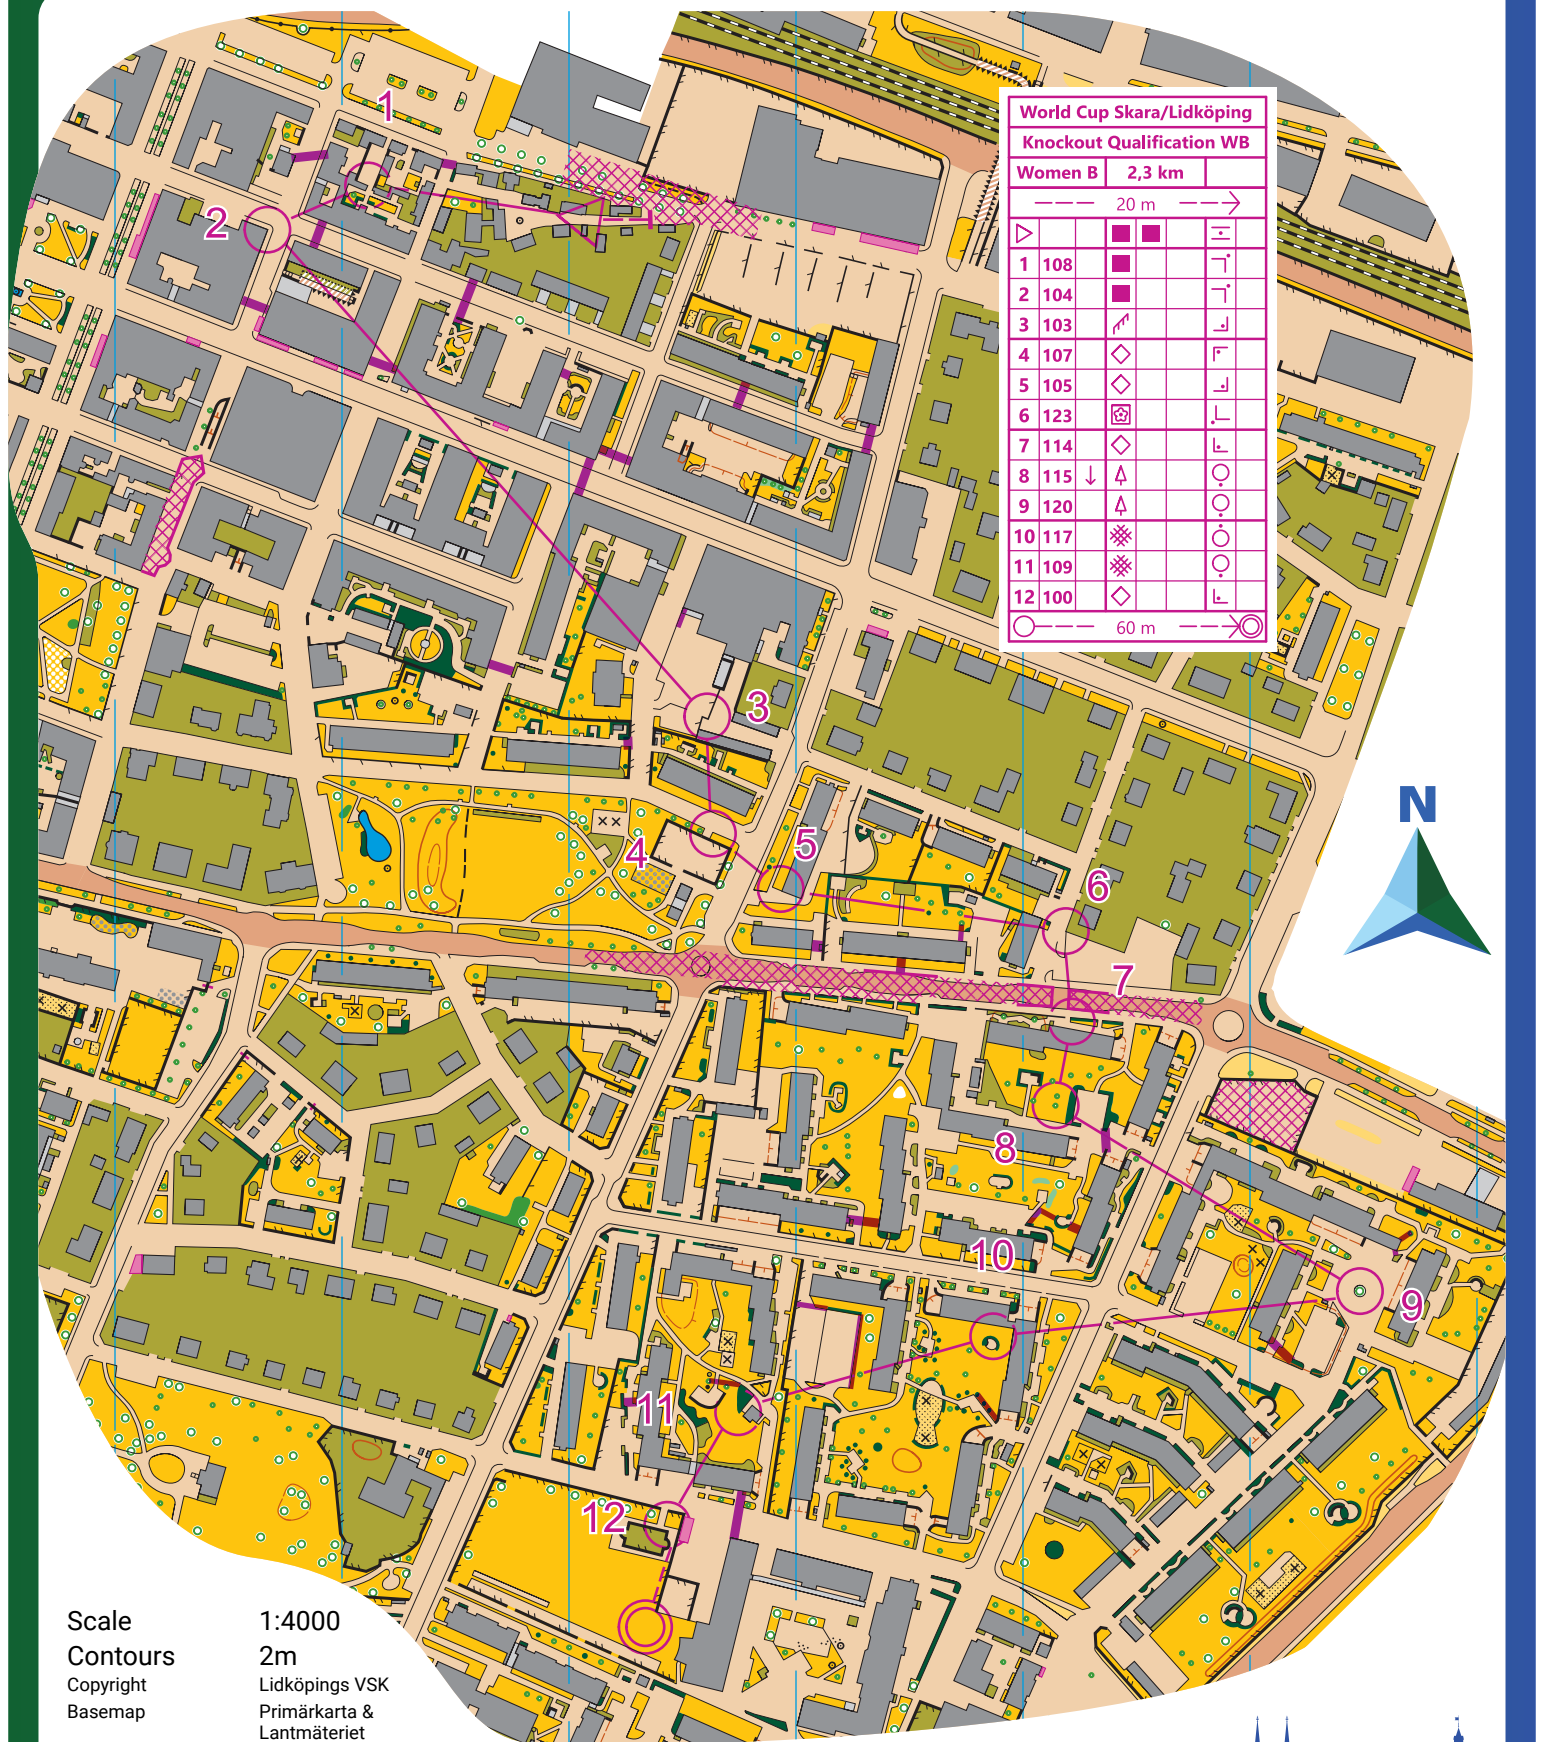 1
2
World Cup Skara/Lidköping
Knockout Qualification WB
Women B 2,3 km
20 m
1 108
2 104
3 103
4 107
5 105
6 123
7 114
8 115
9 120
10 117
11 109
12 100
60 m
3
N
4
5
6
7
8
9
10
11
12
Scale 1:4000
Contours 2m
Copyright Lidköpings VSK
Basemap Primärkarta &
Lantmäteriet